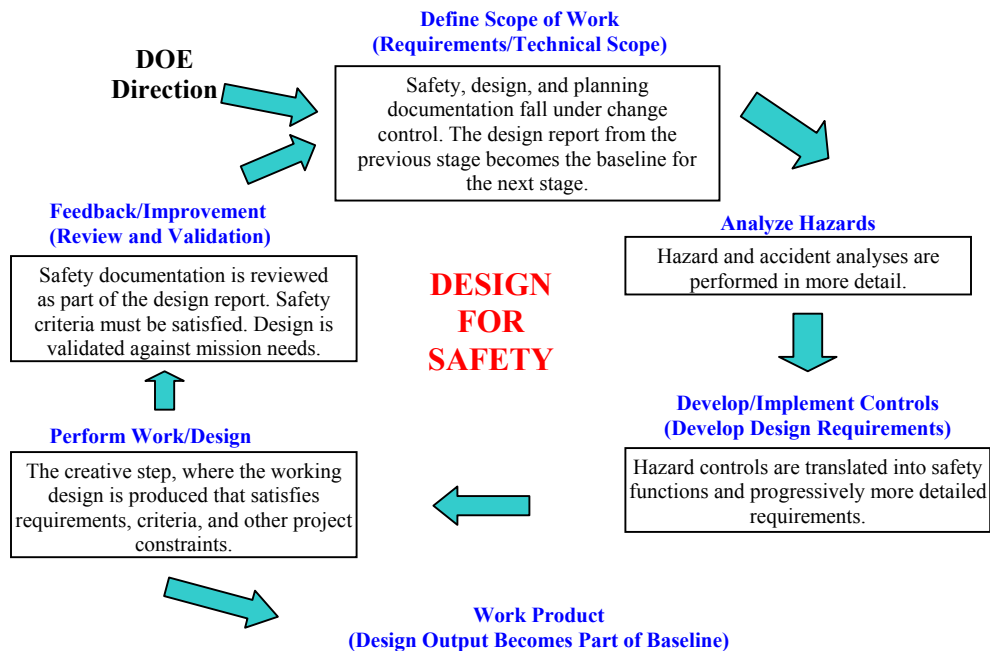 Define Scope of Work
(Requirements/Technical Scope)
DOE
Direction
Safety, design, and planning
documentation fall under change
control. The design report from the
previous stage becomes the baseline for
the next stage.
Analyze Hazards
Hazard and accident analyses are
performed in more detail.
Develop/Implement Controls
(Develop Design Requirements)
Hazard controls are translated into safety
functions and progressively more detailed
requirements.
Feedback/Improvement
(Review and Validation)
Safety documentation is reviewed
as part of the design report. Safety
criteria must be satisfied. Design is
validated against mission needs.
DESIGN
FOR
SAFETY
Perform Work/Design
The creative step, where the working
design is produced that satisfies
requirements, criteria, and other project
constraints.
Work Product
(Design Output Becomes Part of Baseline)